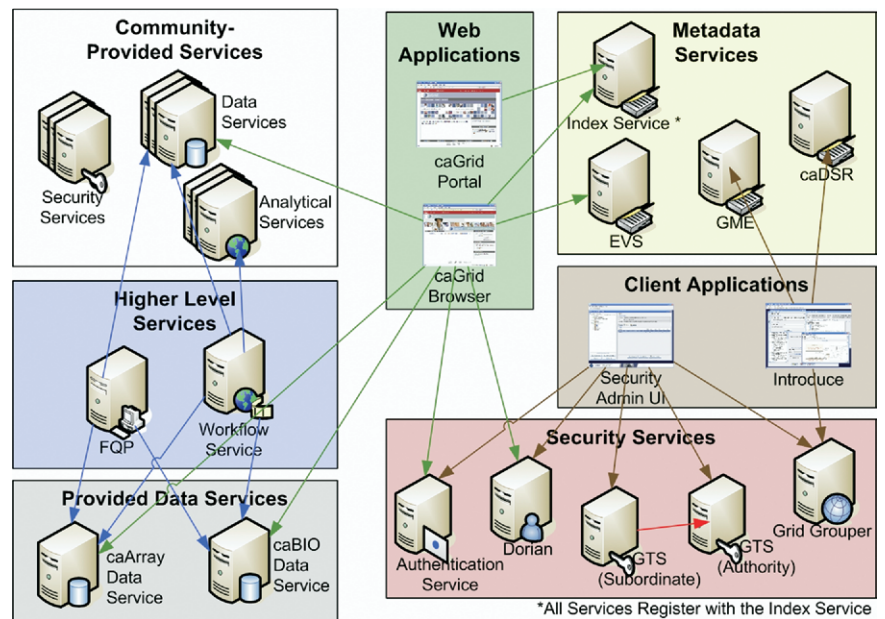 Community-
Provided Services
Data
Services
Security
Services
Analytical
Services
Web
Applications
caGrid
Portal
caGrid
Browser
Metadata
Services
Index Service *
caDSR
EVS
GME
Higher Level
Services
FQP
Workflow
Service
Client Applications
Security
Admin UI
Introduce
Provided Data Services
caArray
Data
Service
caBIO
Data
Service
Security Services
Authentication
Service
Dorian
GTS
(Subordinate)
GTS
(Authority)
Grid Grouper
*All Services Register with the Index Service